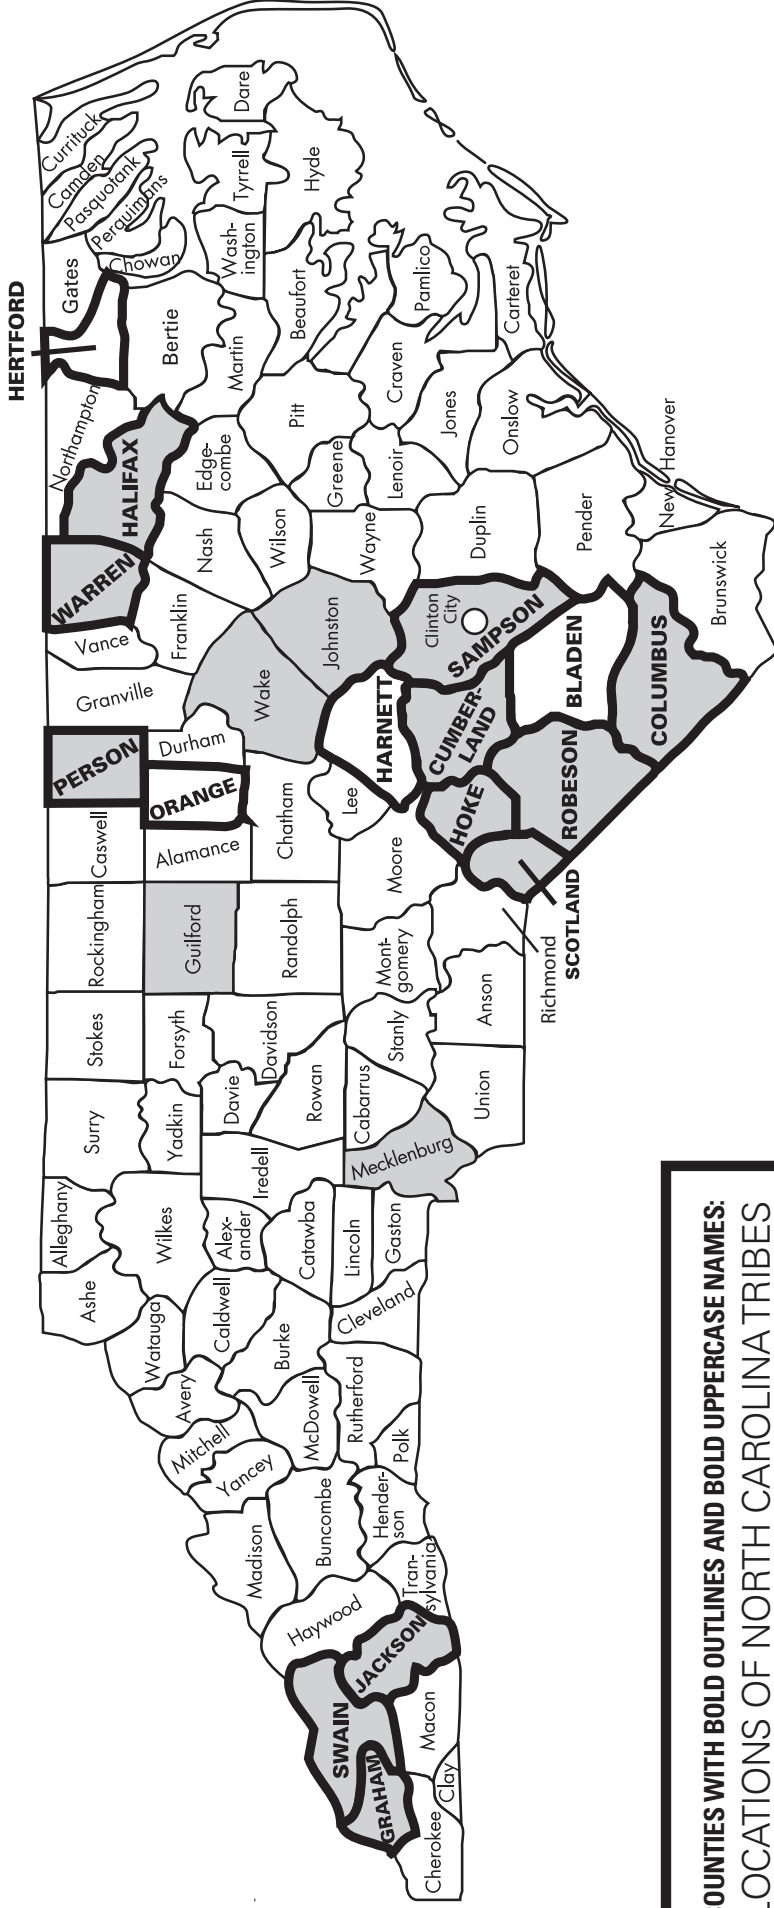 HERTFORD
Currituck
Camden
Pasquotank
Perquimans
Chowan
Gates
Northampton
HALIFAX
WARREN
Vance
Granville
PERSON
Caswell
Rockingham
Stokes
Surry
Alleghany
Ashe
Dare
Tyrrell
Wash-
ington
Bertie
Martin
Edge-
combe
Nash
Franklin
Wake
Durham
ORANGE
Alamance
Guilford
Forsyth
Yadkin
Wilkes
Watauga
Avery
Mitchell
Yancey
Madison
Hyde
Beaufort
Pitt
Greene
Wilson
Johnston
Chatham
Randolph
Davidson
Davie
Rowan
Iredell
Alex-
ander
Caldwell
Burke
McDowell
Buncombe
Haywood
Catawba
Lincoln
Gaston
Cleveland
Rutherford
Polk
Hender-
son
Tran-
sylvania
JACKSON
SWAIN
GRAHAM
Macon
Clay
Cherokee
Pamlico
Craven
Lenoir
Wayne
Jones
Carteret
Onslow
Duplin
Clinton
City
SAMPSON
HARNETT
Lee
Moore
Mont-
gomery
Stanly
Cabarrus
Mecklenburg
Union
Anson
Richmond
SCOTLAND
HOKE
CUMBER-
LAND
ROBESON
BLADEN
COLUMBUS
Pender
New Hanover
Brunswick
OUNTIES WITH BOLD OUTLINES AND BOLD UPPERCASE NAMES:
LOCATIONS OF NORTH CAROLINA TRIBES